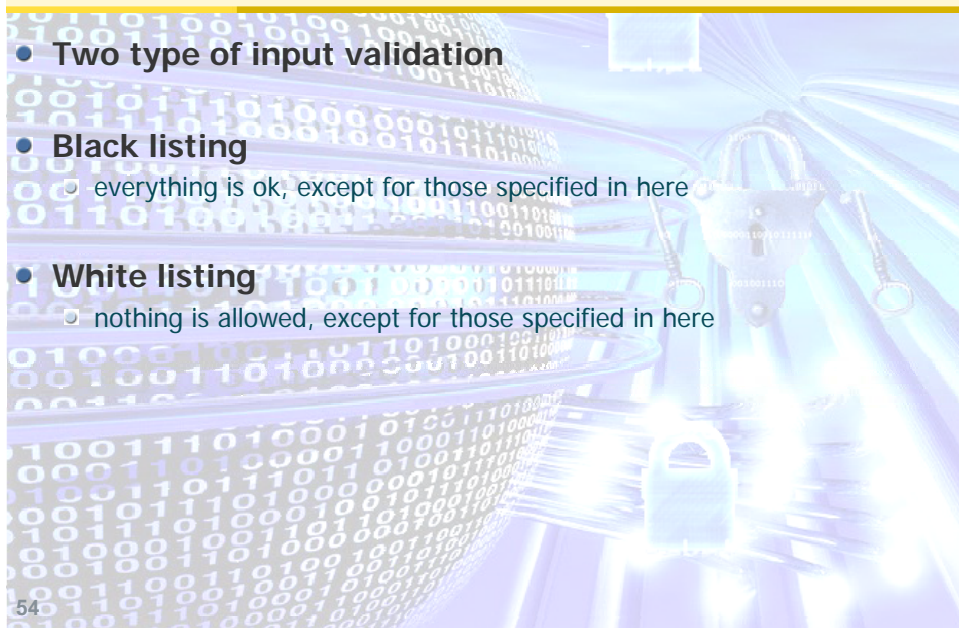 Two type of input validation
Black listing
everything is ok, except for those specified in here
White listing
nothing is allowed, except for those specified in here
54